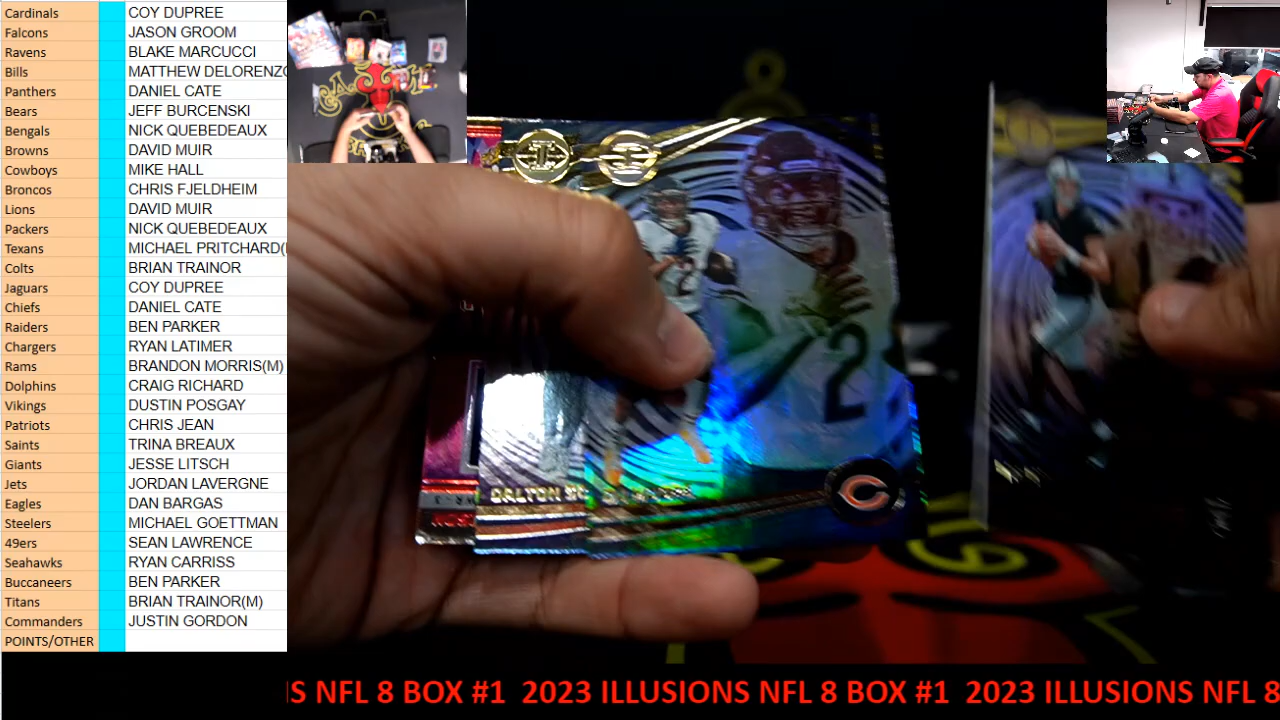 Cardinals COY DUPREE
Falcons JASON GROOM
Ravens BLAKE MARCUCCI
Bills MATTHEW DELORENZO
Panthers DANIEL CATE
Bears JEFF BURCENSKI
Bengals NICK QUEBEDEAUX
Browns DAVID MUIR
Cowboys MIKE HALL
Broncos CHRIS FJELDHEIM
Lions DAVID MUIR
Packers NICK QUEBEDEAUX
Texans MICHAEL PRITCHARD(
Colts BRIAN TRAINOR
Jaguars COY DUPREE
Chiefs DANIEL CATE
Raiders BEN PARKER
Chargers RYAN LATIMER
Rams BRANDON MORRIS(M)
Dolphins CRAIG RICHARD
Vikings DUSTIN POSGAY
Patriots CHRIS JEAN
Saints TRINA BREAUX
Giants JESSE LITSCH
Jets JORDAN LAVERGNE
Eagles DAN BARGAS
Steelers MICHAEL GOETTMAN
49ers SEAN LAWRENCE
Seahawks RYAN CARRISS
Buccaneers BEN PARKER
Titans BRIAN TRAINOR(M)
Commanders JUSTIN GORDON
POINTS/OTHER
2
DALTON
IS NFL 8 BOX #1 2023 ILLUSIONS NFL 8 BOX #1 2023 ILLUSIONS NFL 8